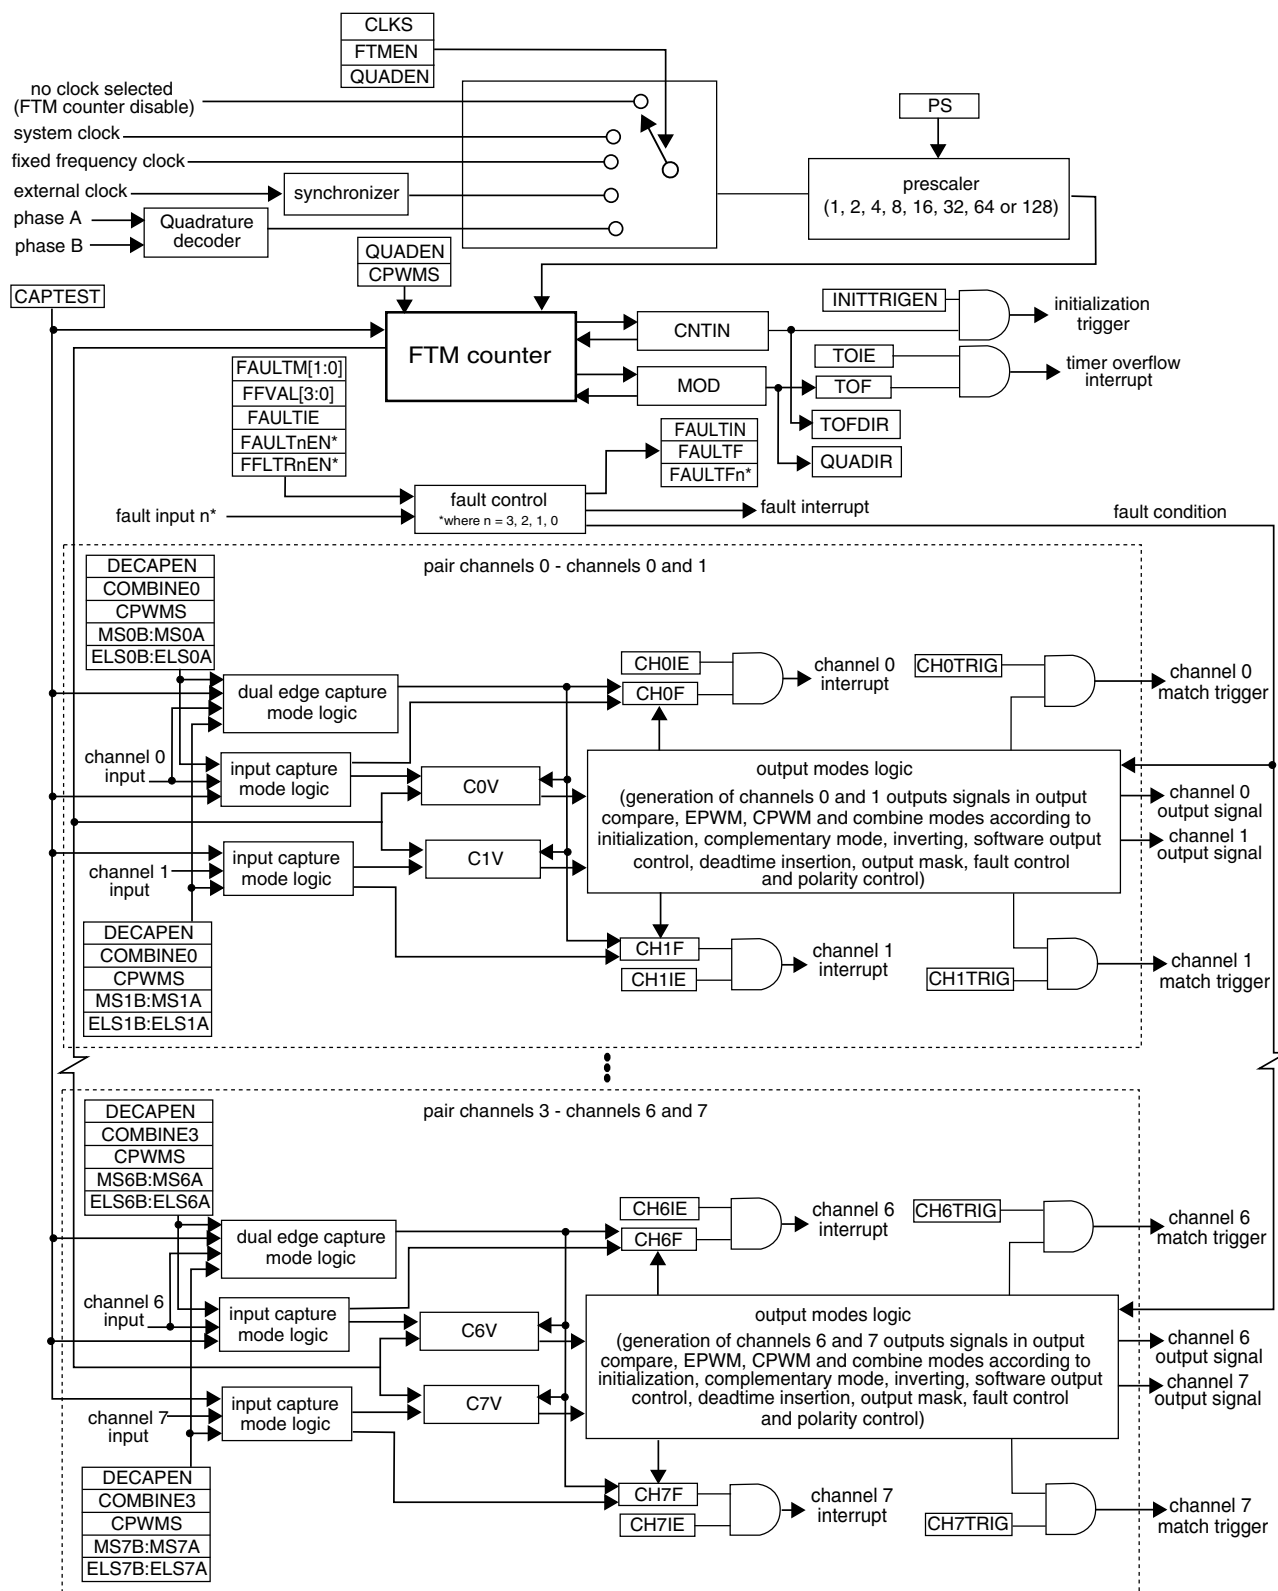 CLKS
FTMEN
QUADEN
no clock selected
(FTM counter disable)
system clock
fixed frequency clock
external clock
synchronizer
phase A
phase B
Quadrature
decoder
PS
prescaler
(1, 2, 4, 8, 16, 32, 64 or 128)
QUADEN
CPWMS
CAPTEST
FTM counter
CNTIN
MOD
INITTRIGEN
initialization
trigger
TOIE
TOF
timer overflow
interrupt
TOFDIR
QUADIR
FAULTM[1:0]
FFVAL[3:0]
FAULTIE
FAULTnEN*
FFLTRnEN*
FAULTIN
FAULTF
FAULTFn*
fault input n*
fault control
*where n = 3, 2, 1, 0
fault interrupt
fault condition
pair channels 0 - channels 0 and 1
DECAPEN
COMBINE0
CPWMS
MS0B:MS0A
ELS0B:ELS0A
dual edge capture
mode logic
CH0IE
CH0F
channel 0
interrupt
CH0TRIG
channel 0
match trigger
channel 0
input
input capture
mode logic
C0V
output modes logic
(generation of channels 0 and 1 outputs signals in output
compare, EPWM, CPWM and combine modes according to
initialization, complementary mode, inverting, software output
control, deadtime insertion, output mask, fault control
and polarity control)
channel 0
output signal
channel 1
output signal
channel 1
input
input capture
mode logic
C1V
DECAPEN
COMBINE0
CPWMS
MS1B:MS1A
ELS1B:ELS1A
CH1F
CH1IE
channel 1
interrupt
CH1TRIG
channel 1
match trigger
pair channels 3 - channels 6 and 7
DECAPEN
COMBINE3
CPWMS
MS6B:MS6A
ELS6B:ELS6A
dual edge capture
mode logic
CH6IE
CH6F
channel 6
interrupt
CH6TRIG
channel 6
match trigger
channel 6
input
input capture
mode logic
C6V
output modes logic
(generation of channels 6 and 7 outputs signals in output
compare, EPWM, CPWM and combine modes according to
initialization, complementary mode, inverting, software output
control, deadtime insertion, output mask, fault control
and polarity control)
channel 6
output signal
channel 7
output signal
channel 7
input
input capture
mode logic
C7V
DECAPEN
COMBINE3
CPWMS
MS7B:MS7A
ELS7B:ELS7A
CH7F
CH7IE
channel 7
interrupt
CH7TRIG
channel 7
match trigger